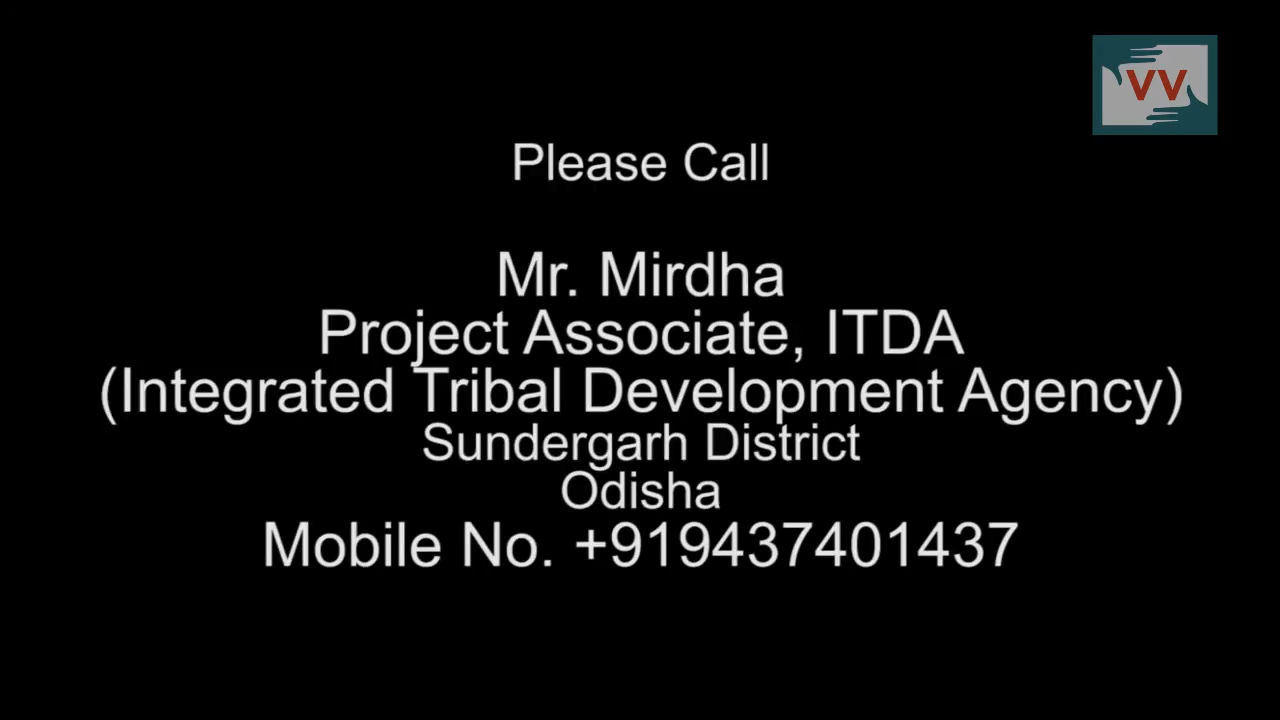 VV
Please Call
Mr. Mirdha
Project Associate, ITDA
(Integrated Tribal Development Agency)
Sundergarh District
Odisha
Mobile No. +919437401437